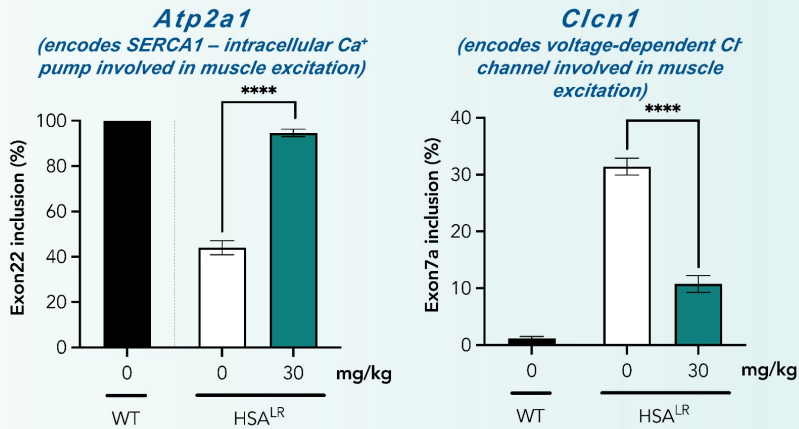 Atp2a1
(encodes SERCA1 – intracellular Ca⁺
pump involved in muscle excitation)
****
Exon22 inclusion (%)
100
80
60
40
20
0
0 0 30 mg/kg
WT HSAᴸᴿ
Clcn1
(encodes voltage-dependent Cl⁻
channel involved in muscle
excitation)
****
Exon7a inclusion (%)
40
30
20
10
0
0 0 30 mg/kg
WT HSAᴸᴿ